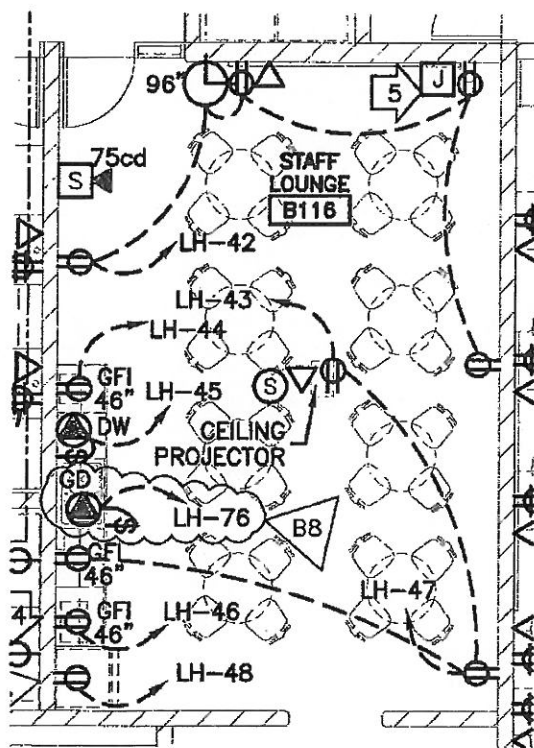 96"
5
J
75cd
S
STAFF
LOUNGE
B116
LH-42
LH-43
LH-44
GFI
46"
LH-45
S
DW
CEILING
PROJECTOR
S
GD
LH-76
S
B8
GFI
46"
LH-47
GFI
46"
LH-46
4
LH-48